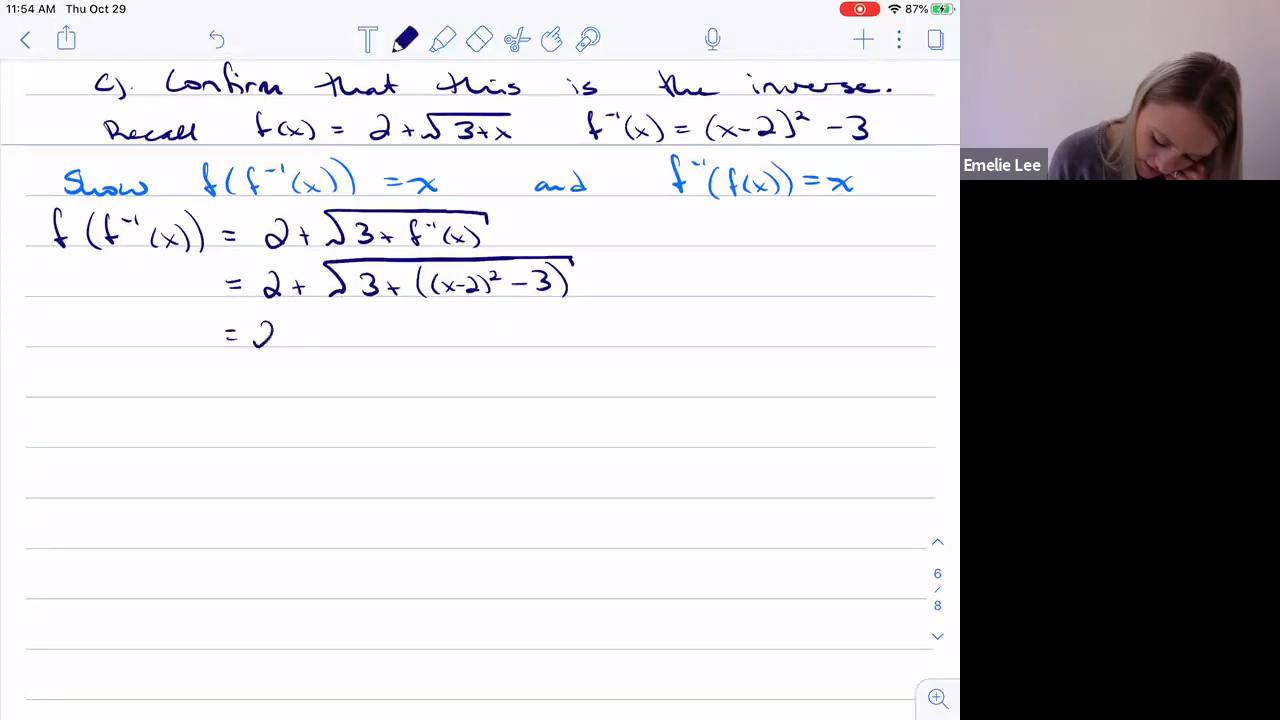 11:54 AM Thu Oct 29 87%
c). Confirm that this is the inverse.
Recall f(x) = 2 + √(3+x) f⁻¹(x) = (x-2)² - 3
Show f(f⁻¹(x)) = x and f⁻¹(f(x)) = x
f(f⁻¹(x)) = 2 + √(3 + f⁻¹(x))
= 2 + √(3 + ((x-2)² - 3))
= 2
Emelie Lee
6
/
8